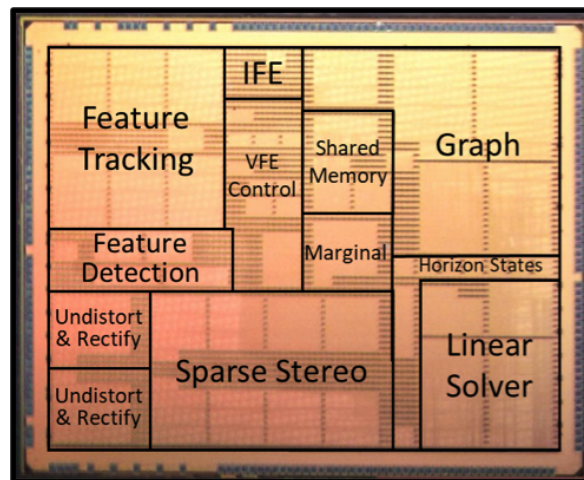 Feature
Tracking
IFE
VFE
Control
Shared
Memory
Graph
Feature
Detection
Marginal
Horizon States
Undistort
& Rectify
Sparse Stereo
Linear
Solver
Undistort
& Rectify